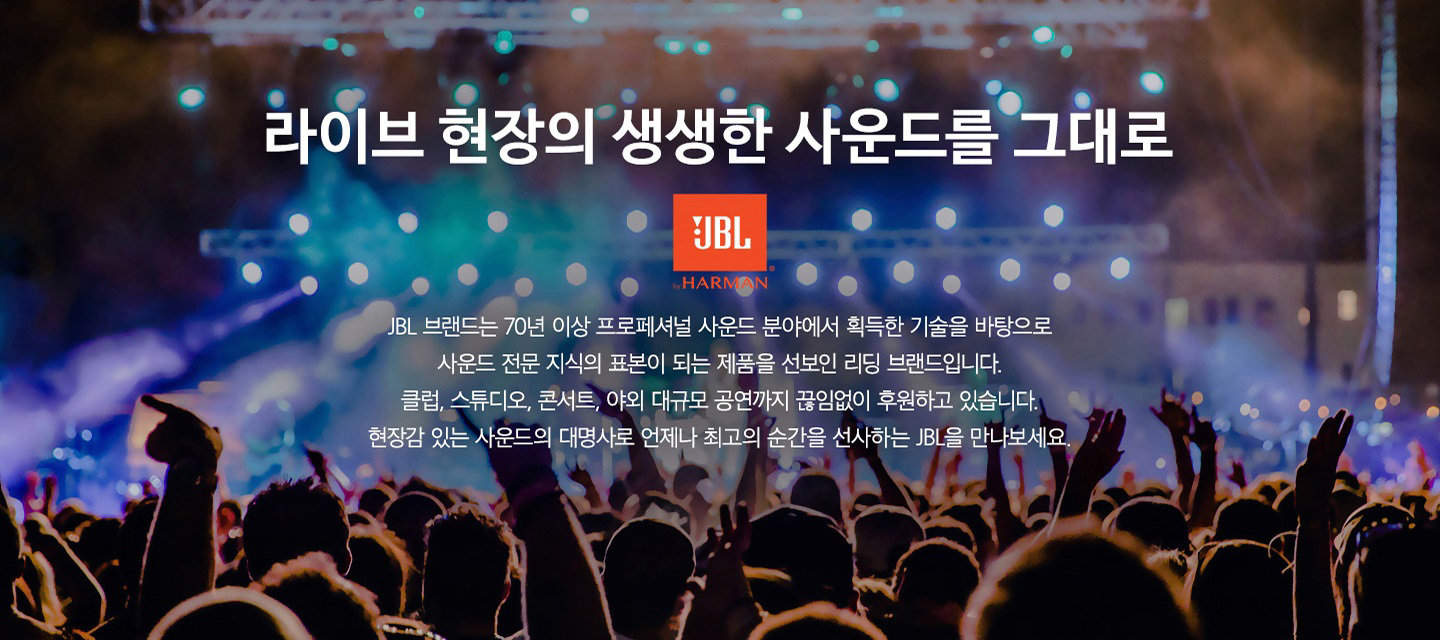 라이브 현장의 생생한 사운드를 그대로
JBL
by HARMAN
JBL 브랜드는 70년 이상 프로페셔널 사운드 분야에서 획득한 기술을 바탕으로
사운드 전문 지식의 표본이 되는 제품을 선보인 리딩 브랜드입니다.
클럽, 스튜디오, 콘서트, 야외 대규모 공연까지 끊임없이 후원하고 있습니다.
현장감 있는 사운드의 대명사로 언제나 최고의 순간을 선사하는 JBL을 만나보세요.